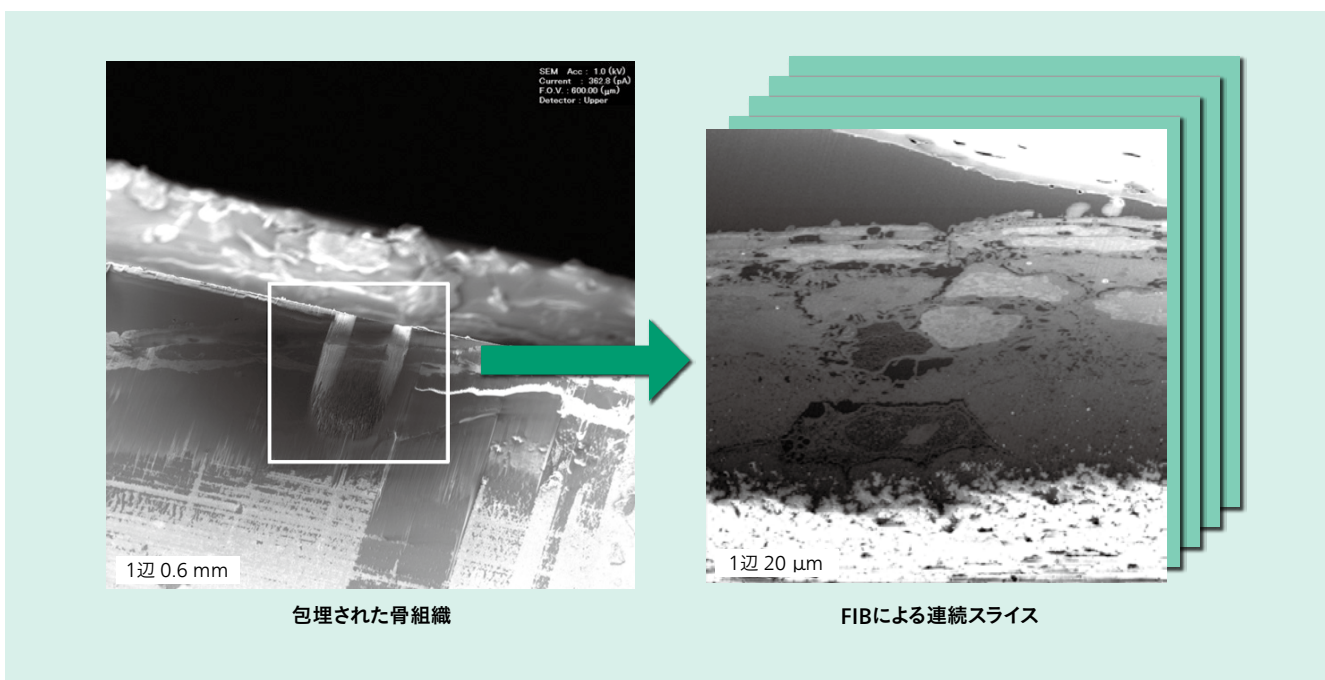 SEM Acc : 1.0 (kV)
Current : 362.8 (pA)
F.O.V. : 600.00 (μm)
Detector : Upper
1辺 0.6 mm
1辺 20 μm
包埋された骨組織
FIBによる連続スライス